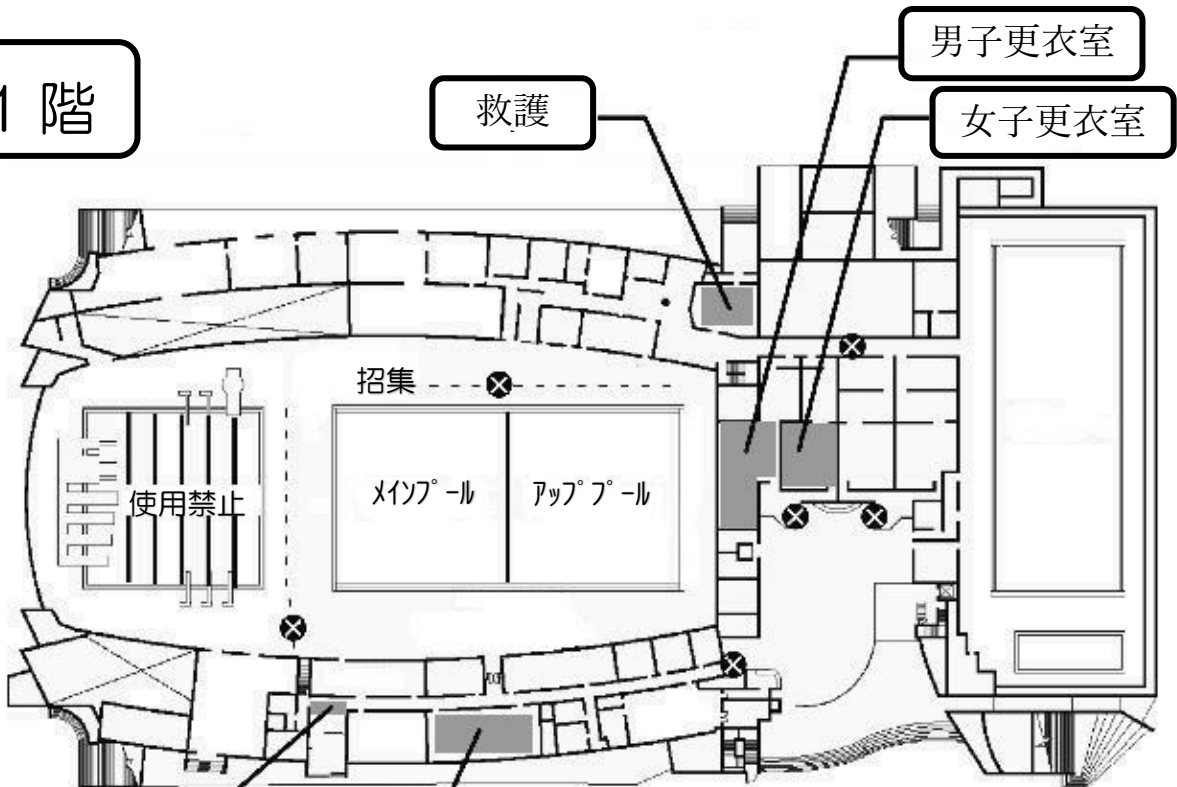 1 階
男子更衣室
救護
女子更衣室
招集
使用禁止
ﾒｲﾝﾌﾟｰﾙ
ｱｯﾌﾟﾌﾟｰﾙ